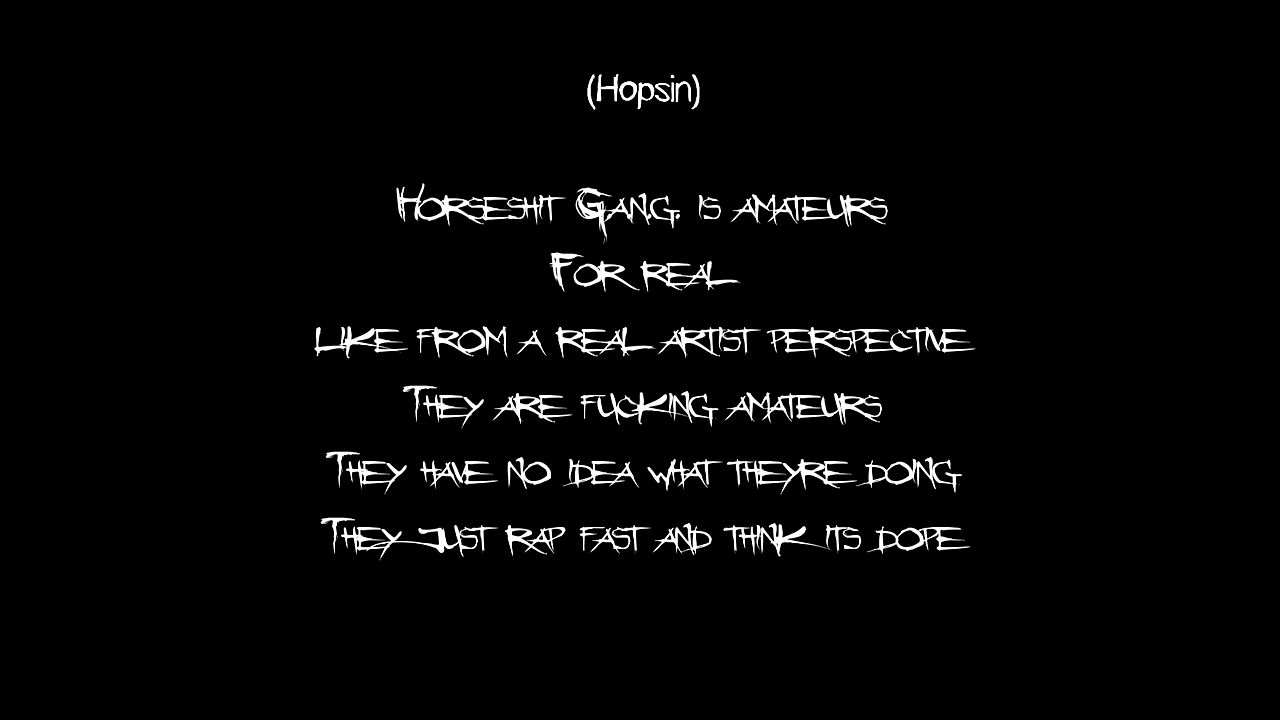 (Hopsin)
Horseshit Gang. is amateurs
For real
Like from a real artist perspective
They are fucking amateurs
They have no idea what theyre doing
They just rap fast and think its dope